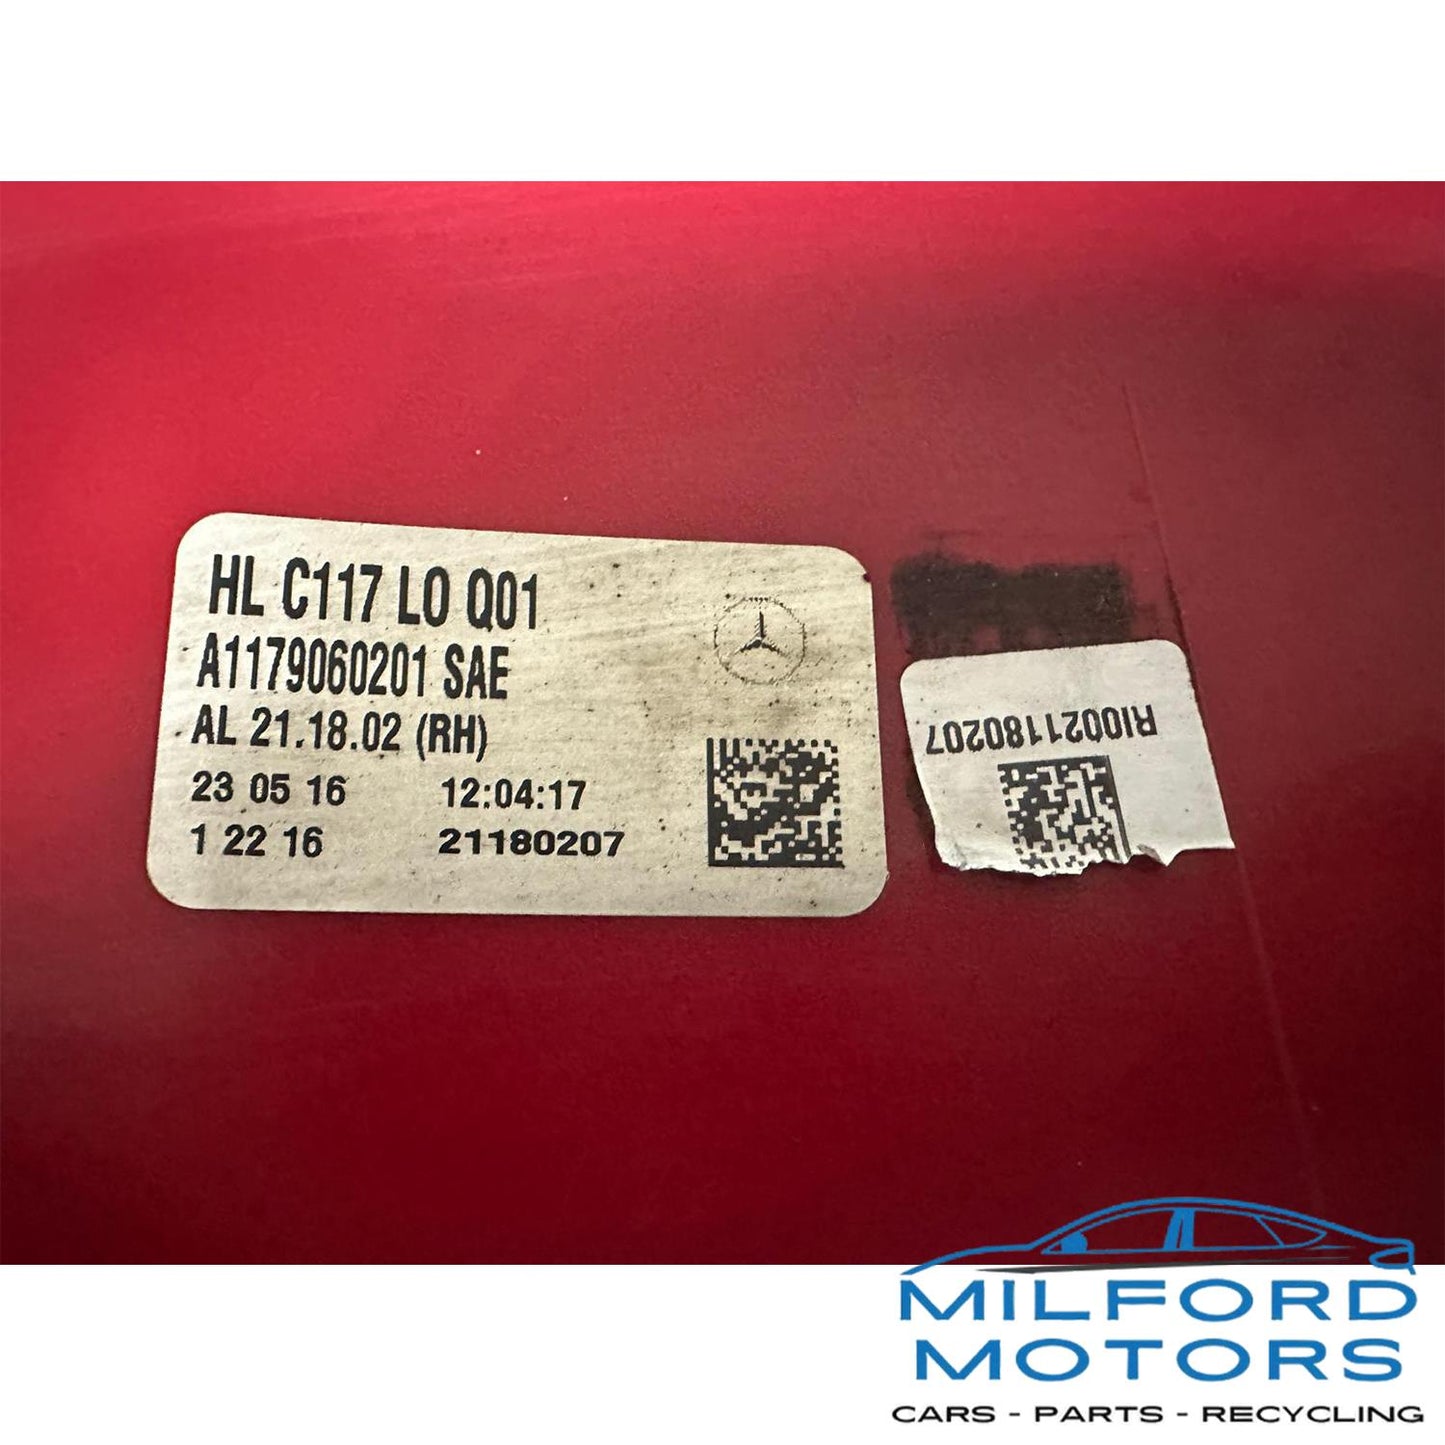 HL C117 LO Q01
A1179060201 SAE
AL 21.18.02 (RH)
23 05 16 12:04:17
1 22 16 21180207
RI0021180207
MILFORD
MOTORS
CARS - PARTS - RECYCLING